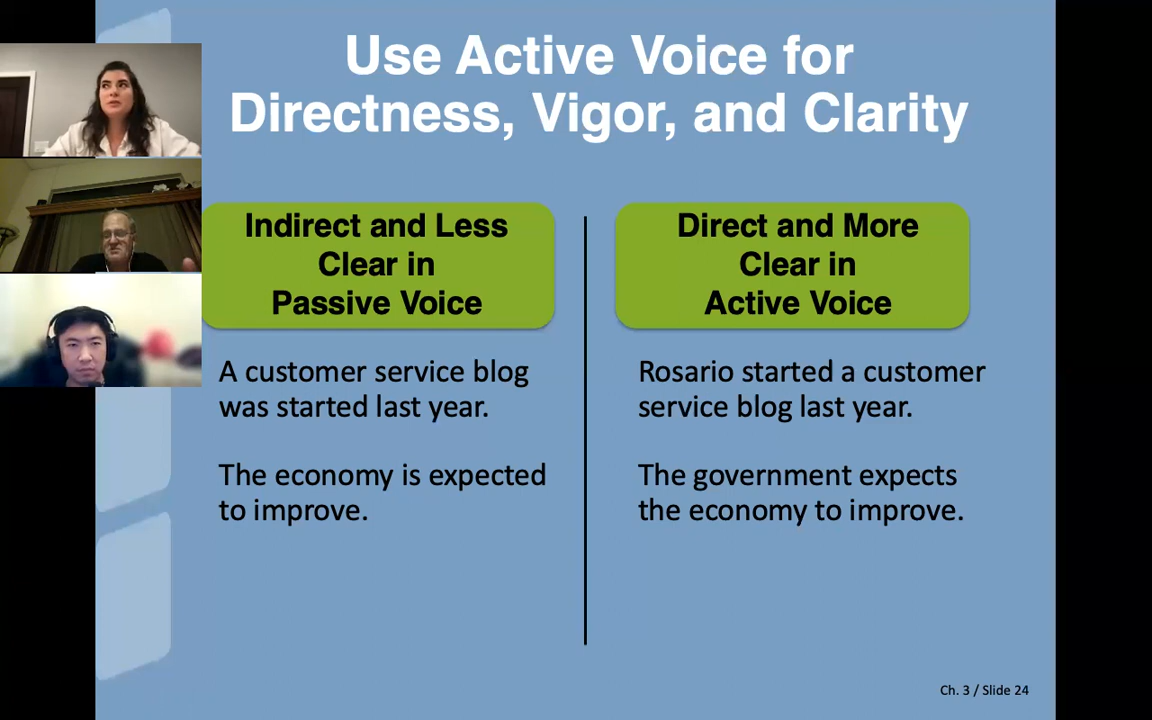 Use Active Voice for
Directness, Vigor, and Clarity
Indirect and Less
Clear in
Passive Voice
A customer service blog
was started last year.
The economy is expected
to improve.
Direct and More
Clear in
Active Voice
Rosario started a customer
service blog last year.
The government expects
the economy to improve.
Ch. 3 / Slide 24